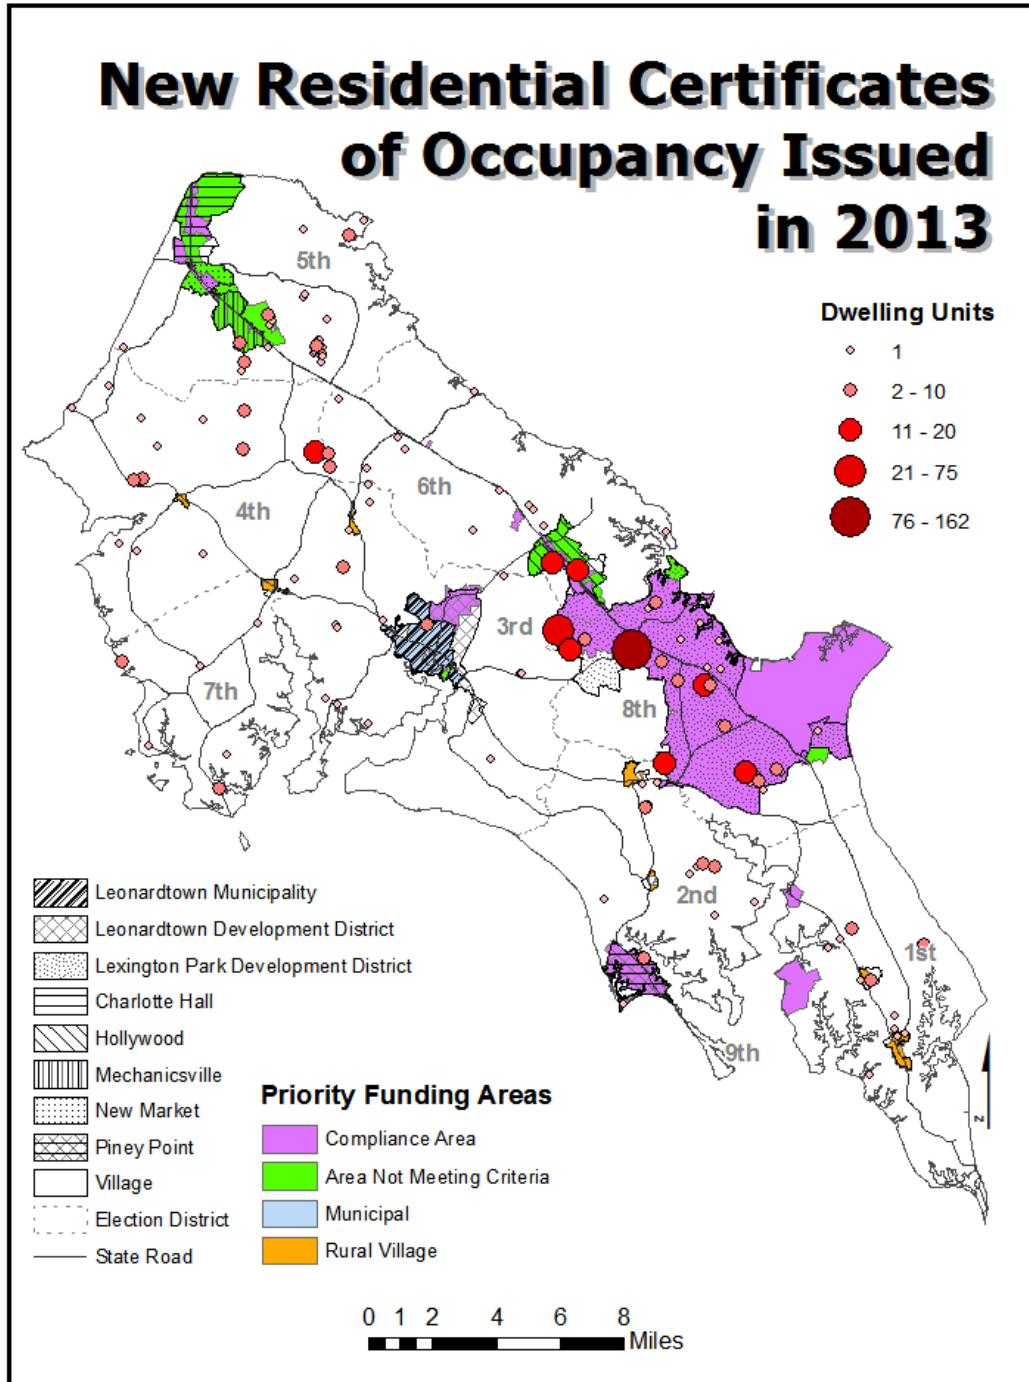 New Residential Certificates
of Occupancy Issued
in 2013
5th
Dwelling Units
1
2 - 10
11 - 20
21 - 75
76 - 162
6th
4th
3rd
7th
8th
2nd
1st
9th
Leonardtown Municipality
Leonardtown Development District
Lexington Park Development District
Charlotte Hall
Hollywood
Mechanicsville
New Market
Piney Point
Village
Election District
State Road
Priority Funding Areas
Compliance Area
Area Not Meeting Criteria
Municipal
Rural Village
N
0 1 2 4 6 8
Miles